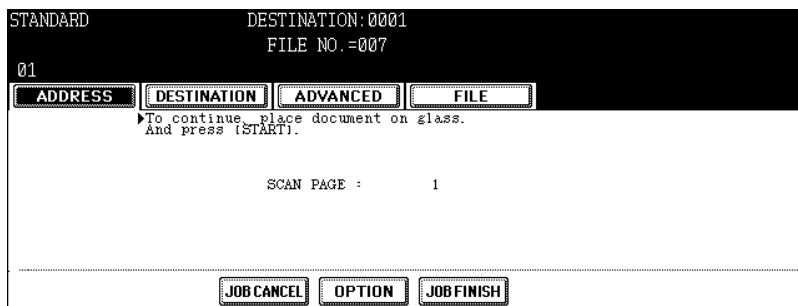 STANDARD DESTINATION:0001
FILE NO.=007
01
ADDRESS DESTINATION ADVANCED FILE
▶To continue, place document on glass.
And press [START].
SCAN PAGE : 1
JOB CANCEL OPTION JOB FINISH